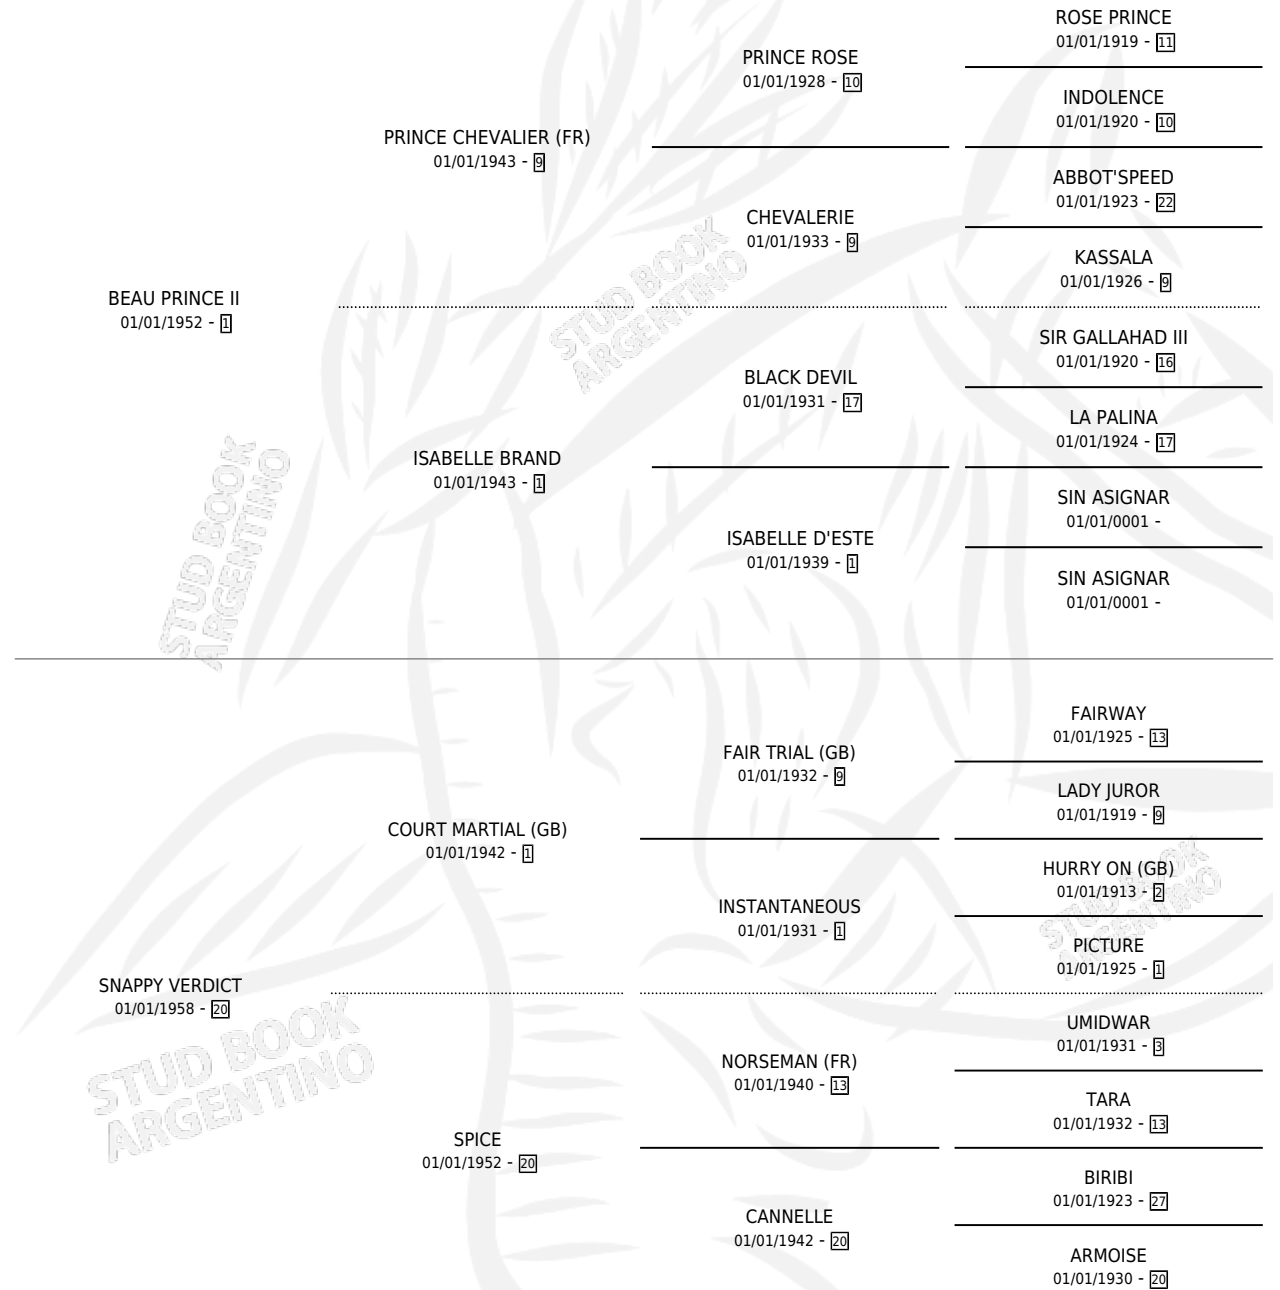 ROSE PRINCE
01/01/1919 - 11
PRINCE ROSE
01/01/1928 - 10
INDOLENCE
01/01/1920 - 10
PRINCE CHEVALIER (FR)
01/01/1943 - 9
ABBOT'SPEED
01/01/1923 - 22
CHEVALERIE
01/01/1933 - 9
KASSALA
01/01/1926 - 9
BEAU PRINCE II
01/01/1952 - 1
STUD BOOK
ARGENTINO
SIR GALLAHAD III
01/01/1920 - 16
BLACK DEVIL
01/01/1931 - 17
LA PALINA
01/01/1924 - 17
ISABELLE BRAND
01/01/1943 - 1
SIN ASIGNAR
01/01/0001 -
ISABELLE D'ESTE
01/01/1939 - 1
SIN ASIGNAR
01/01/0001 -
STUD BOOK
ARGENTINO
FAIRWAY
01/01/1925 - 13
FAIR TRIAL (GB)
01/01/1932 - 9
LADY JUROR
01/01/1919 - 9
COURT MARTIAL (GB)
01/01/1942 - 1
HURRY ON (GB)
01/01/1913 - 2
INSTANTANEOUS
01/01/1931 - 1
STUD BOOK
ARGENTINO
PICTURE
01/01/1925 - 1
SNAPPY VERDICT
01/01/1958 - 20
UMIDWAR
01/01/1931 - 3
NORSEMAN (FR)
01/01/1940 - 13
STUD BOOK
ARGENTINO
TARA
01/01/1932 - 13
SPICE
01/01/1952 - 20
BIRIBI
01/01/1923 - 27
CANNELLE
01/01/1942 - 20
ARMOISE
01/01/1930 - 20